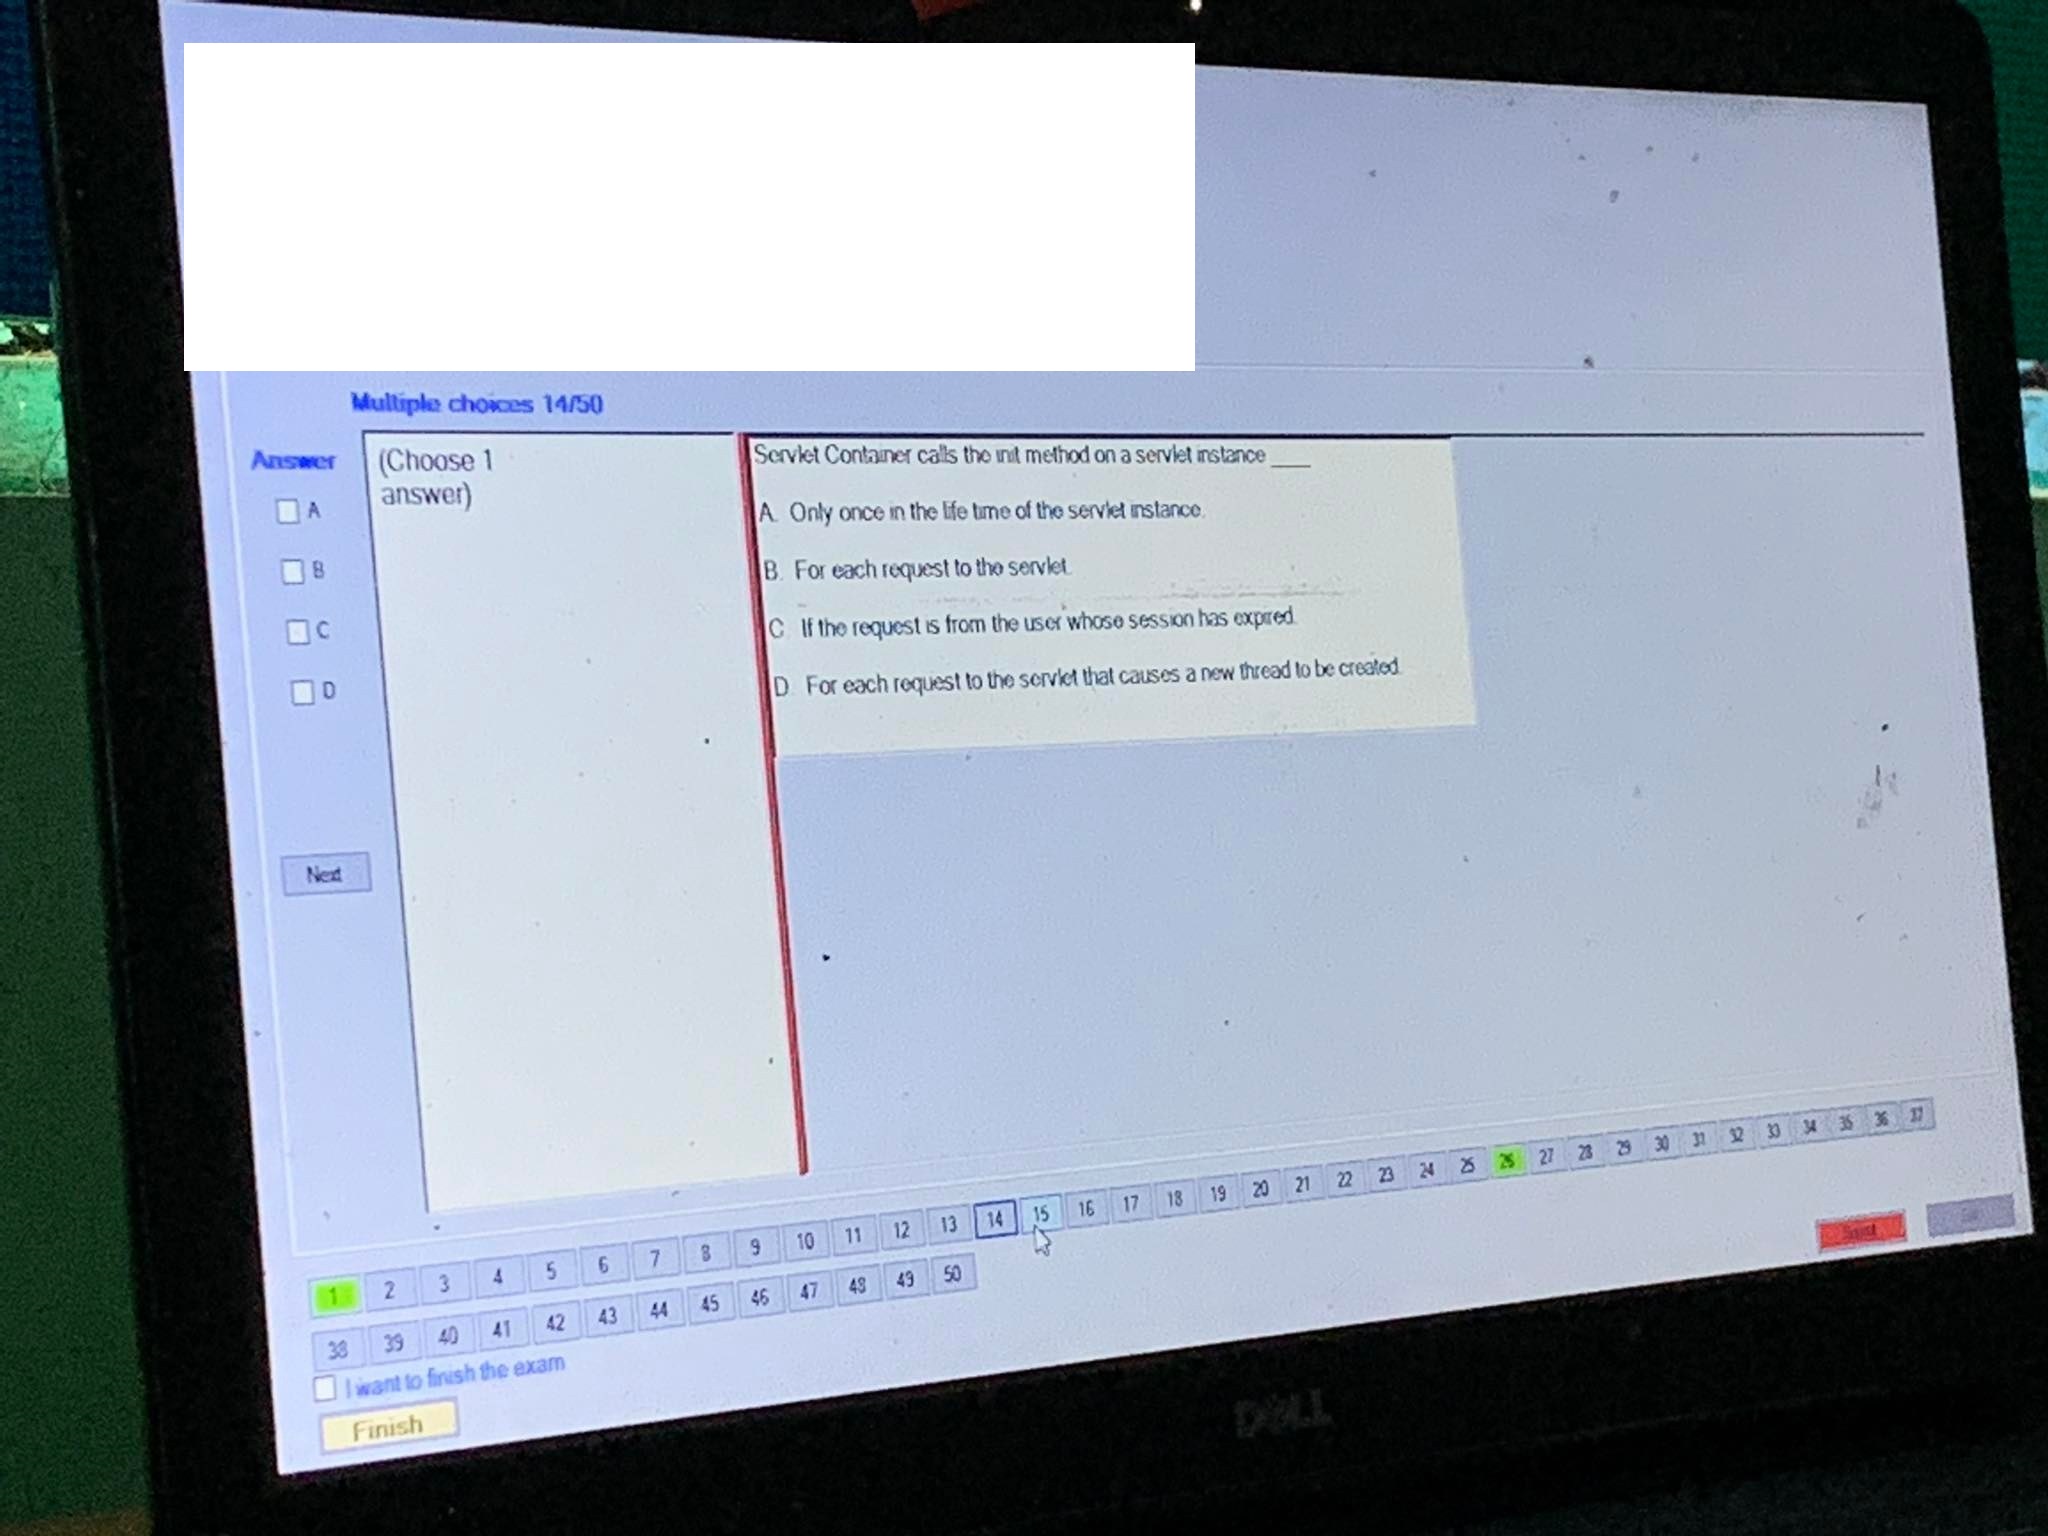 Multiple choices 14/50
Answer
(Choose 1
answer)
A
B
C
D
Next
Servlet Container calls the init method on a servlet instance ____
A. Only once in the life time of the servlet instance.
B. For each request to the servlet.
C. If the request is from the user whose session has expired.
D. For each request to the servlet that causes a new thread to be created.
1 2 3 4 5 6 7 8 9 10 11 12 13 14 15 16 17 18 19 20 21 22 23 24 25 26 27 28 29 30 31 32 33 34 35 36 37
38 39 40 41 42 43 44 45 46 47 48 49 50
I want to finish the exam
Finish
DELL